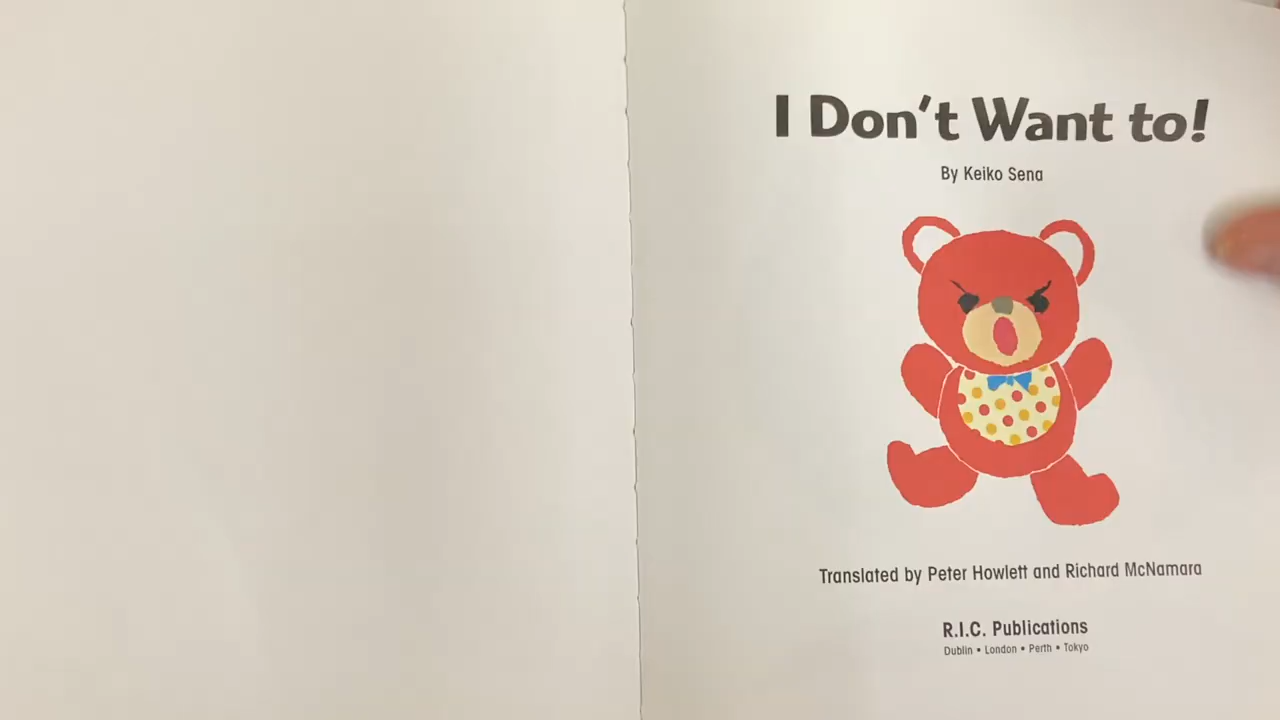 I Don't Want to!
By Keiko Sena
Translated by Peter Howlett and Richard McNamara
R.I.C. Publications
Dublin • London • Perth • Tokyo